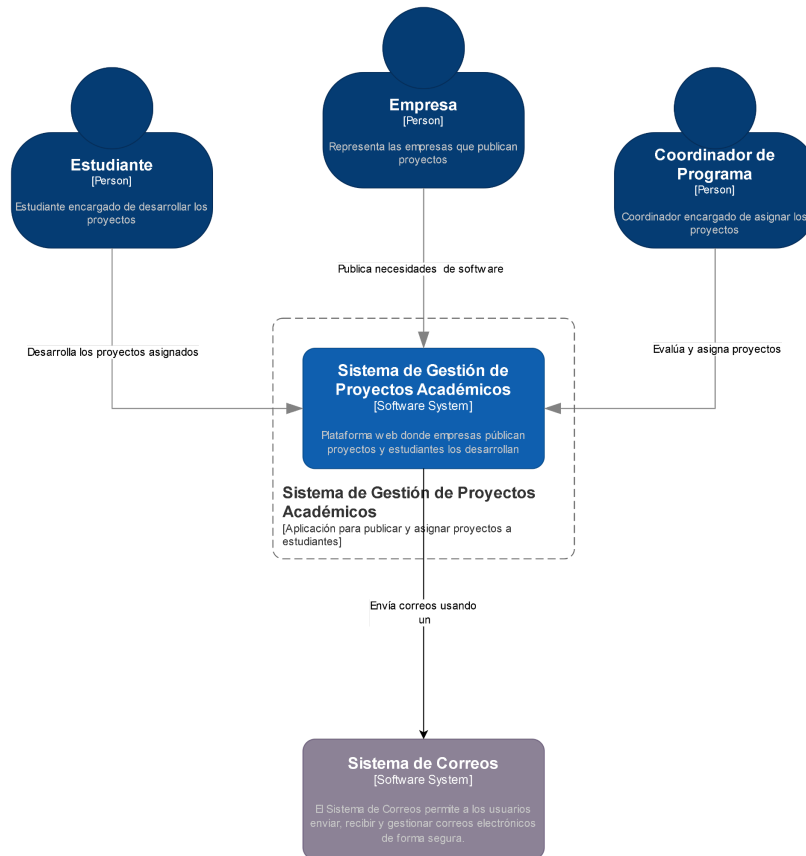 Empresa
[Person]
Representa las empresas que publican
proyectos
Estudiante
[Person]
Estudiante encargado de desarrollar los
proyectos
Coordinador de
Programa
[Person]
Coordinador encargado de asignar los
proyectos
Publica necesidades de software
Desarrolla los proyectos asignados
Evalúa y asigna proyectos
Sistema de Gestión de
Proyectos Académicos
[Software System]
Plataforma web donde empresas públican
proyectos y estudiantes los desarrollan
Sistema de Gestión de Proyectos
Académicos
[Aplicación para publicar y asignar proyectos a
estudiantes]
Envía correos usando
un
Sistema de Correos
[Software System]
El Sistema de Correos permite a los usuarios
enviar, recibir y gestionar correos electrónicos
de forma segura.